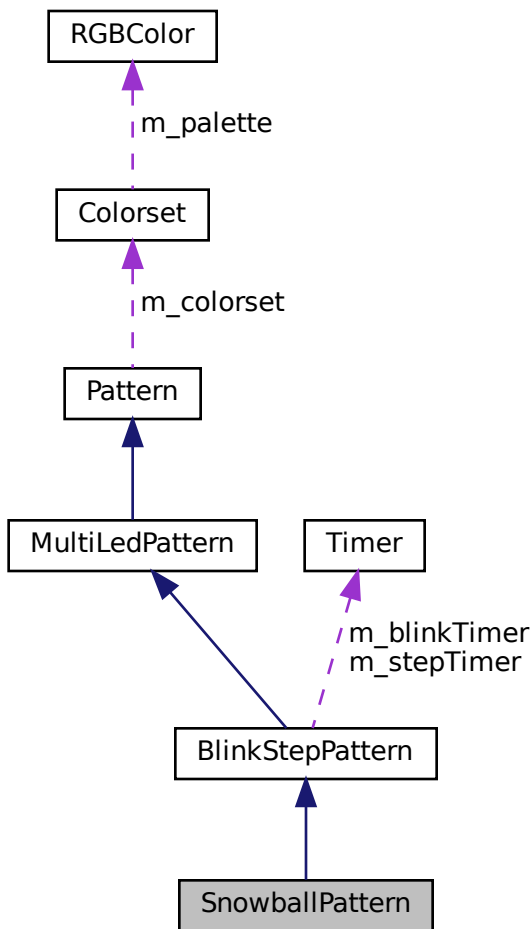 RGBColor
m_palette
Colorset
m_colorset
Pattern
MultiLedPattern
Timer
m_blinkTimer
m_stepTimer
BlinkStepPattern
SnowballPattern